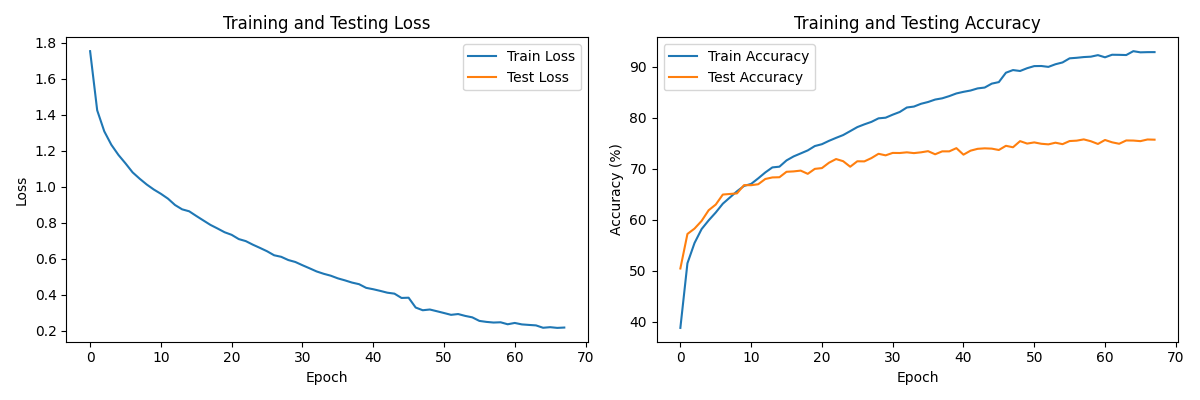 Training and Testing Loss
Train Loss
Test Loss
Loss
1.8
1.6
1.4
1.2
1.0
0.8
0.6
0.4
0.2
0 10 20 30 40 50 60 70
Epoch
Training and Testing Accuracy
Train Accuracy
Test Accuracy
Accuracy (%)
90
80
70
60
50
40
0 10 20 30 40 50 60 70
Epoch